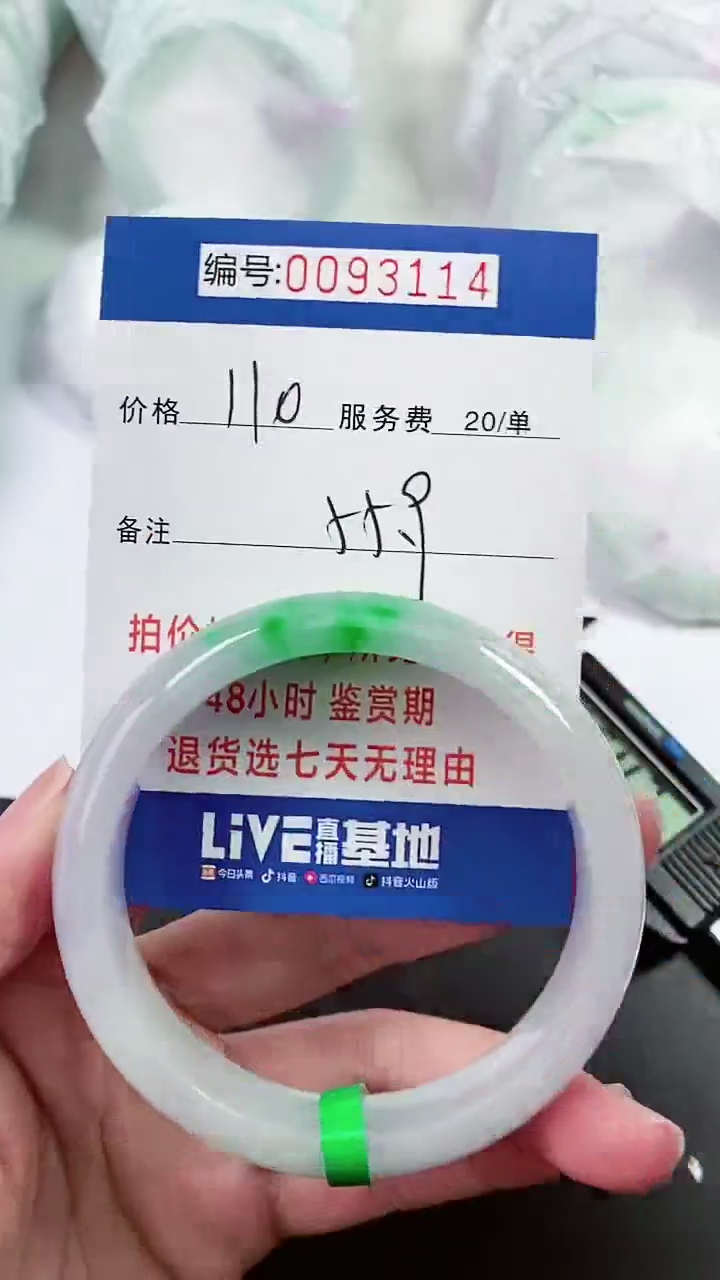 编号:0093114
价格 110 服务费 20/单
备注
拍价
48小时 鉴赏期
退货选七天无理由
LiVE直播基地
今日头条 抖音 西瓜视频 抖音火山版